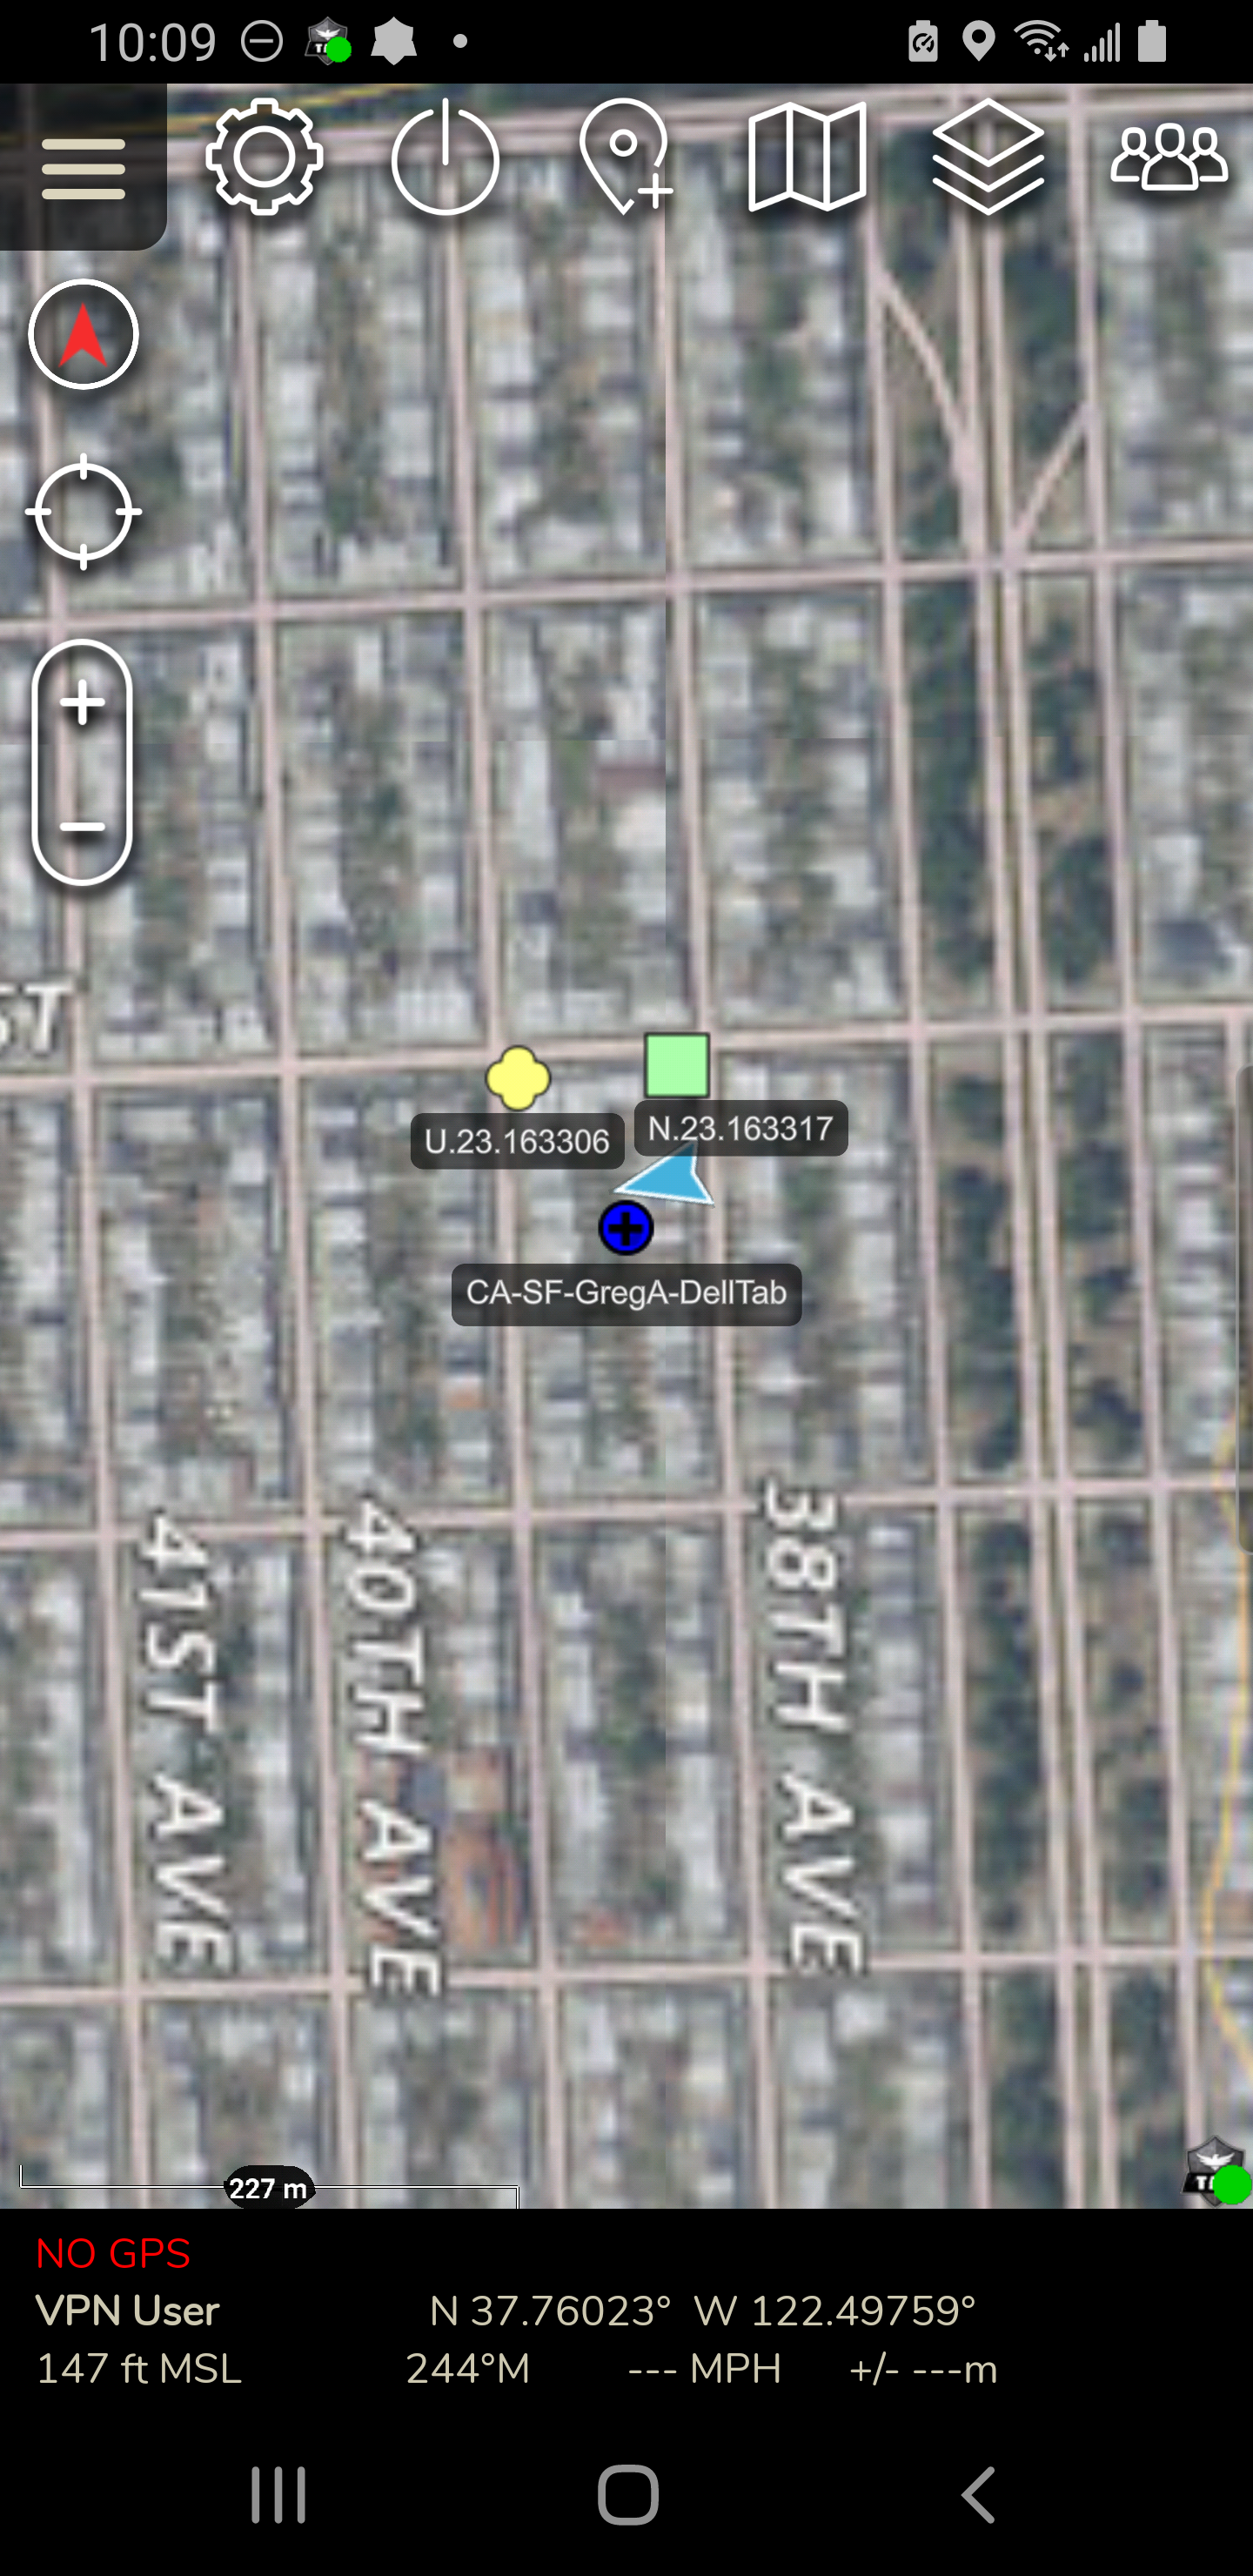 10:09
U.23.163306
N.23.163317
CA-SF-GregA-DellTab
41ST AVE
40TH AVE
38TH AVE
227 m
NO GPS
VPN User
N 37.76023° W 122.49759°
147 ft MSL
244°M
--- MPH
+/- ---m